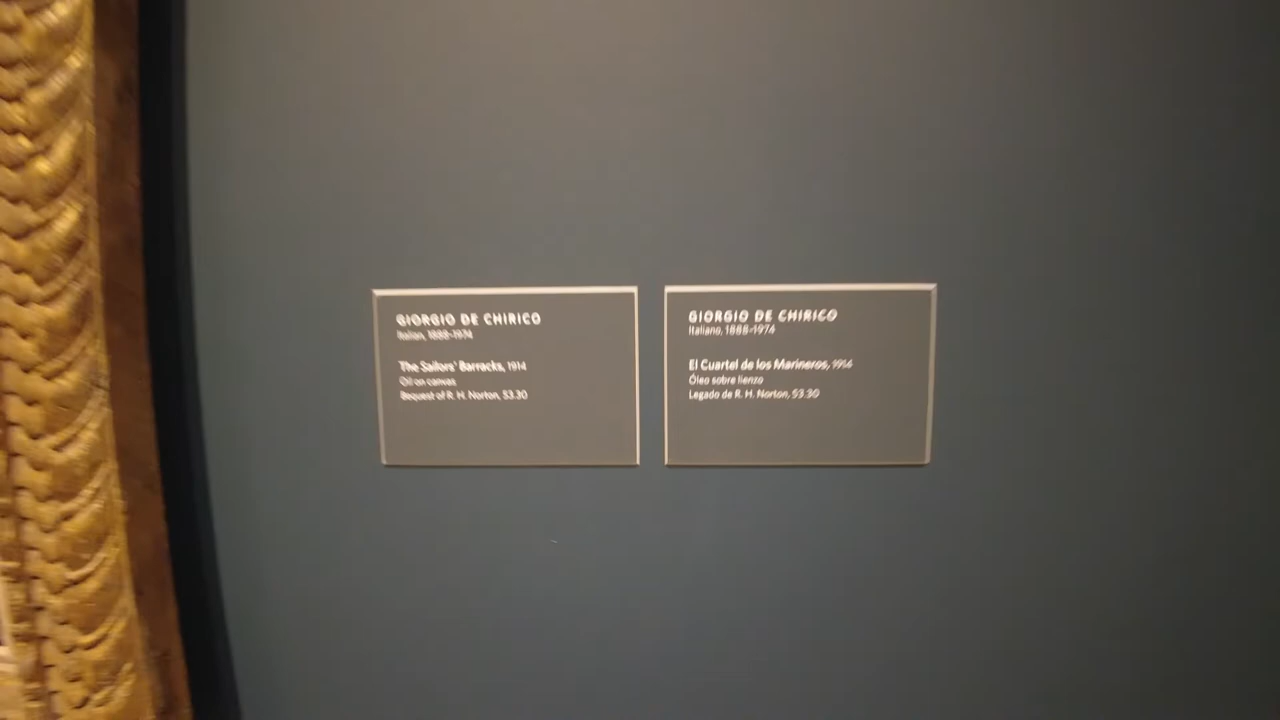 GIORGIO DE CHIRICO
Italian, 1888-1974
The Sailors' Barracks, 1914
Oil on canvas
Bequest of R. H. Norton, 53.30
GIORGIO DE CHIRICO
Italiano, 1888-1974
El Cuartel de los Marineros, 1914
Óleo sobre lienzo
Legado de R. H. Norton, 53.30